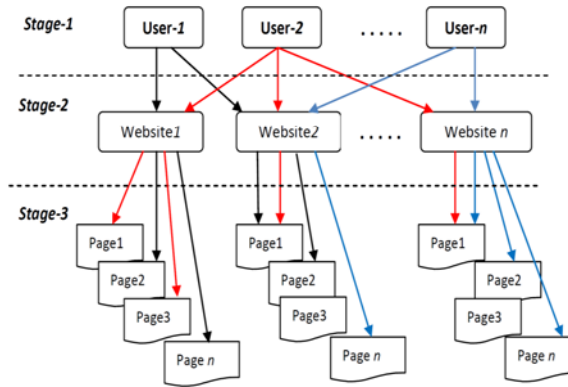 Stage-1
User-1 User-2 ..... User-n
Stage-2
Website1 Website2 ..... Website n
Stage-3
Page1 Page1 Page1
Page2 Page2 Page2
Page3 Page3 Page3
Page n Page n Page n